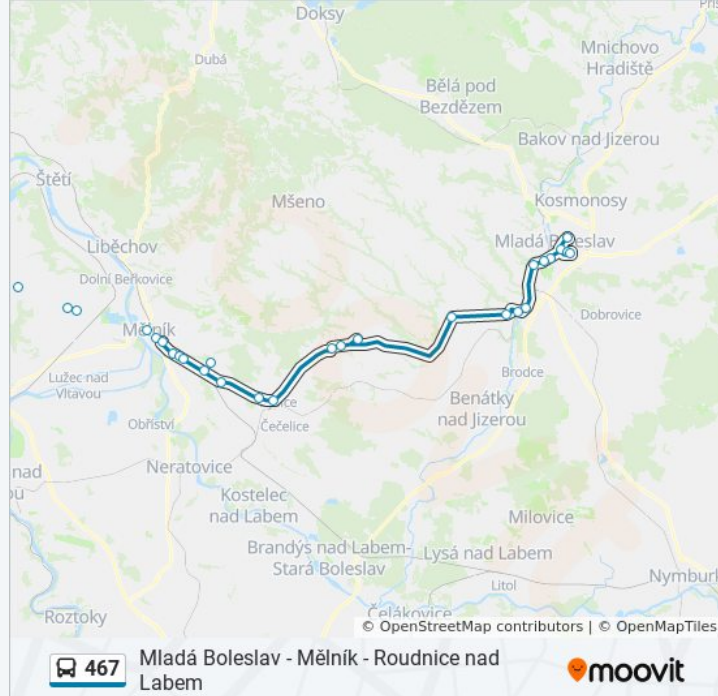 Doksy
Mnichovo
Hradiště
Dubá
Bělá pod
Bezdězem
Bakov nad Jizerou
Štětí
Mšeno
Kosmonosy
Liběchov
Mladá Boleslav
Dolní Beřkovice
Mělník
Dobrovice
Lužec nad
Vltavou
Brodce
Benátky
nad Jizerou
Obříství
Čečelice
Neratovice
nad
Kostelec
nad Labem
Milovice
Brandýs nad Labem-
Stará Boleslav
Lysá nad Labem
Nymburk
Litol
Roztoky
Čelákovice
© OpenStreetMap contributors | © OpenMapTiles
467
Mladá Boleslav - Mělník - Roudnice nad
Labem
moovit